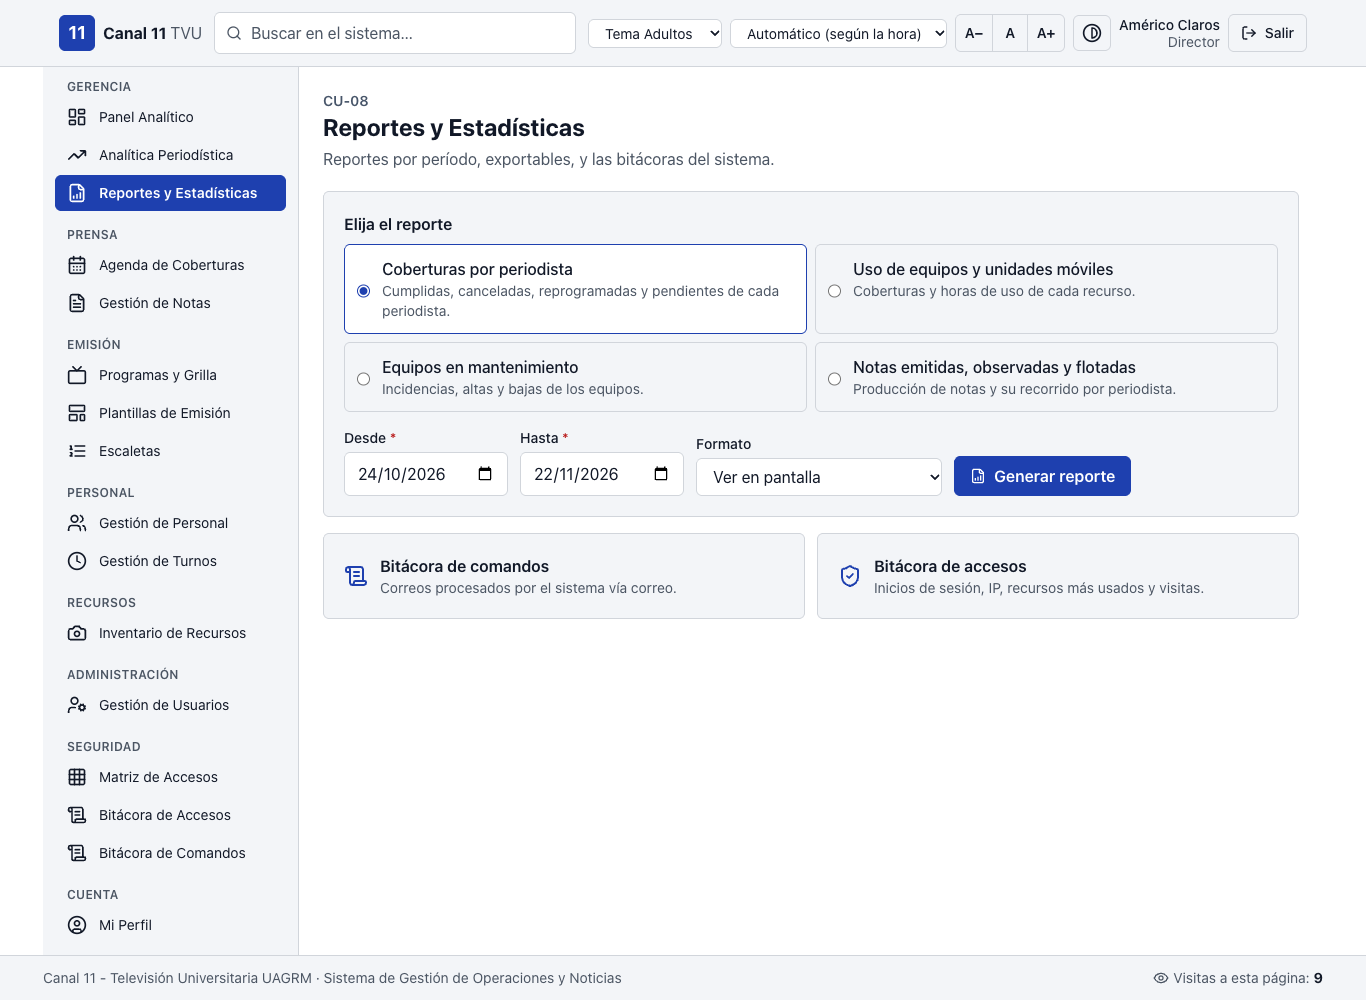 11 Canal 11 TVU
Buscar en el sistema...
Tema Adultos
Automático (según la hora)
A− A A+
Américo Claros
Director
Salir
GERENCIA
Panel Analítico
Analítica Periodística
Reportes y Estadísticas
PRENSA
Agenda de Coberturas
Gestión de Notas
EMISIÓN
Programas y Grilla
Plantillas de Emisión
Escaletas
PERSONAL
Gestión de Personal
Gestión de Turnos
RECURSOS
Inventario de Recursos
ADMINISTRACIÓN
Gestión de Usuarios
SEGURIDAD
Matriz de Accesos
Bitácora de Accesos
Bitácora de Comandos
CUENTA
Mi Perfil
CU-08
Reportes y Estadísticas
Reportes por período, exportables, y las bitácoras del sistema.
Elija el reporte
Coberturas por periodista
Cumplidas, canceladas, reprogramadas y pendientes de cada
periodista.
Uso de equipos y unidades móviles
Coberturas y horas de uso de cada recurso.
Equipos en mantenimiento
Incidencias, altas y bajas de los equipos.
Notas emitidas, observadas y flotadas
Producción de notas y su recorrido por periodista.
Desde *
24/10/2026
Hasta *
22/11/2026
Formato
Ver en pantalla
Generar reporte
Bitácora de comandos
Correos procesados por el sistema vía correo.
Bitácora de accesos
Inicios de sesión, IP, recursos más usados y visitas.
Canal 11 - Televisión Universitaria UAGRM · Sistema de Gestión de Operaciones y Noticias
Visitas a esta página: 9